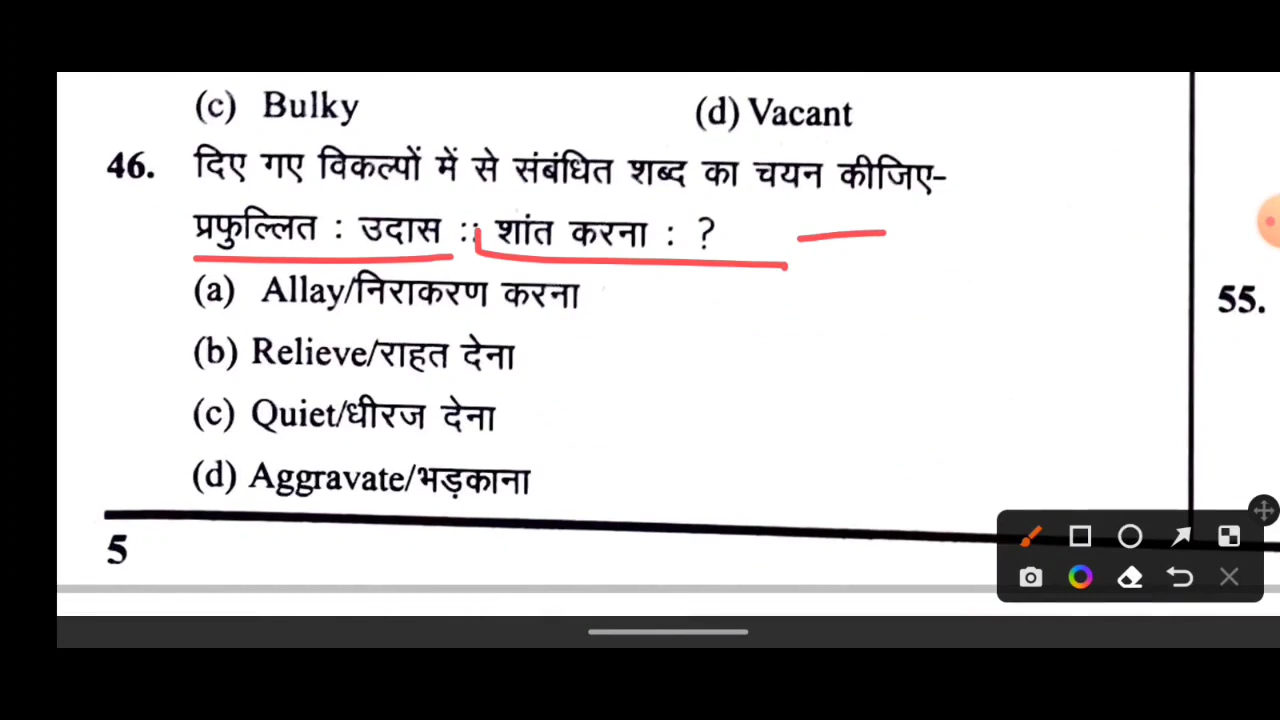 (c) Bulky (d) Vacant
46. दिए गए विकल्पों में से संबंधित शब्द का चयन कीजिए-
प्रफुल्लित : उदास :: शांत करना : ?
(a) Allay/निराकरण करना
55.
(b) Relieve/राहत देना
(c) Quiet/धीरज देना
(d) Aggravate/भड़काना
5